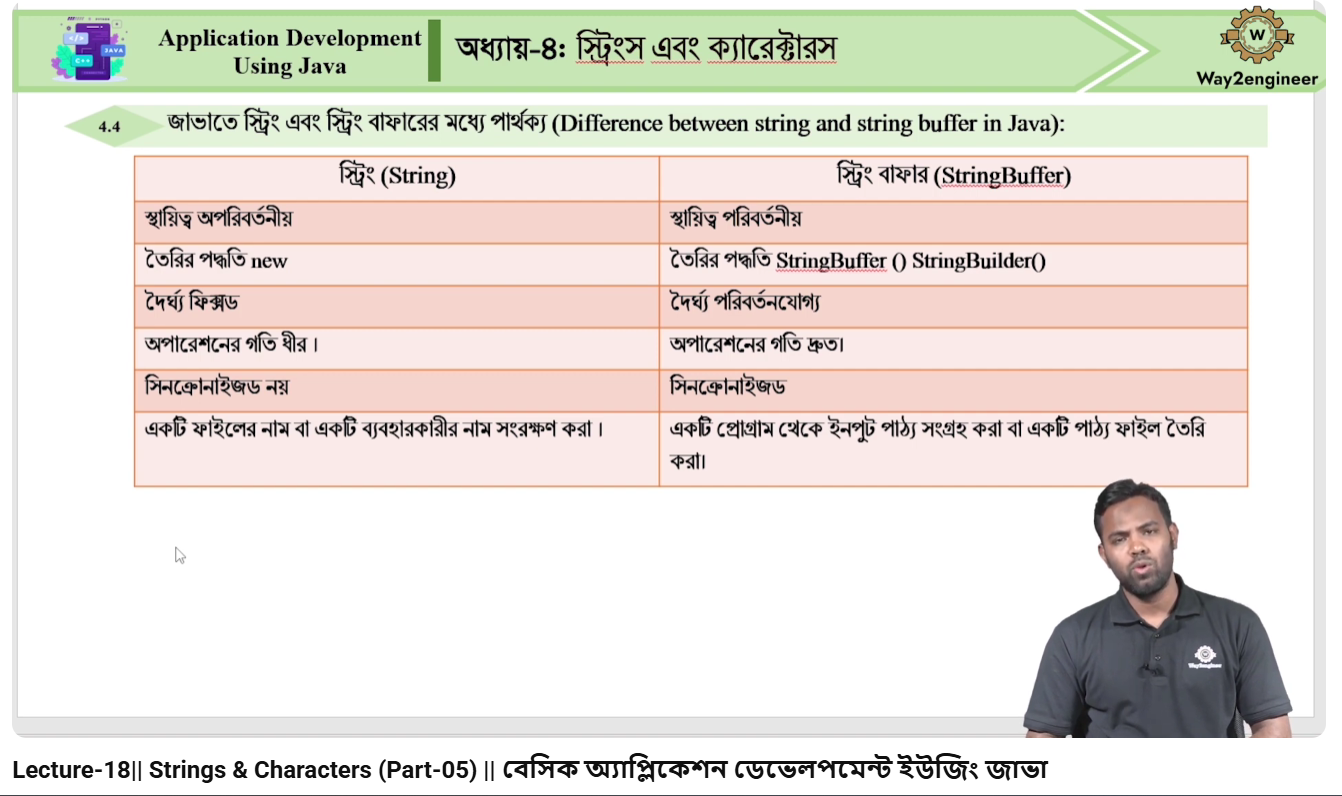 Application Development
Using Java
অধ্যায়-৪: স্ট্রিংস এবং ক্যারেক্টারস
W
Way2engineer
</>
JAVA
C++
4.4
জাভাতে স্ট্রিং এবং স্ট্রিং বাফারের মধ্যে পার্থক্য (Difference between string and string buffer in Java):
স্ট্রিং (String)
স্ট্রিং বাফার (StringBuffer)
স্থায়িত্ব অপরিবর্তনীয়
স্থায়িত্ব পরিবর্তনীয়
তৈরির পদ্ধতি new
তৈরির পদ্ধতি StringBuffer () StringBuilder()
দৈর্ঘ্য ফিক্সড
দৈর্ঘ্য পরিবর্তনযোগ্য
অপারেশনের গতি ধীর।
অপারেশনের গতি দ্রুত।
সিনক্রোনাইজড নয়
সিনক্রোনাইজড
একটি ফাইলের নাম বা একটি ব্যবহারকারীর নাম সংরক্ষণ করা।
একটি প্রোগ্রাম থেকে ইনপুট পাঠ্য সংগ্রহ করা বা একটি পাঠ্য ফাইল তৈরি
করা।
Way2engineer
Lecture-18|| Strings & Characters (Part-05) || বেসিক অ্যাপ্লিকেশন ডেভেলপমেন্ট ইউজিং জাভা